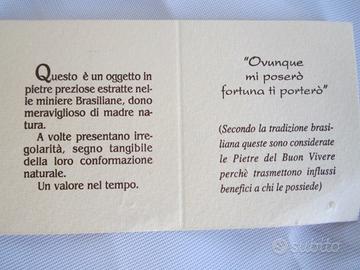 Questo è un oggetto in
pietre preziose estratte nel-
le miniere Brasiliane, dono
meraviglioso di madre na-
tura.
A volte presentano irre-
golarità, segno tangibile
della loro conformazione
naturale.
Un valore nel tempo.
"Ovunque
mi poserò
fortuna ti porterò"
(Secondo la tradizione brasi-
liana queste sono considerate
le Pietre del Buon Vivere
perchè trasmettono influssi
benefici a chi le possiede)
subito